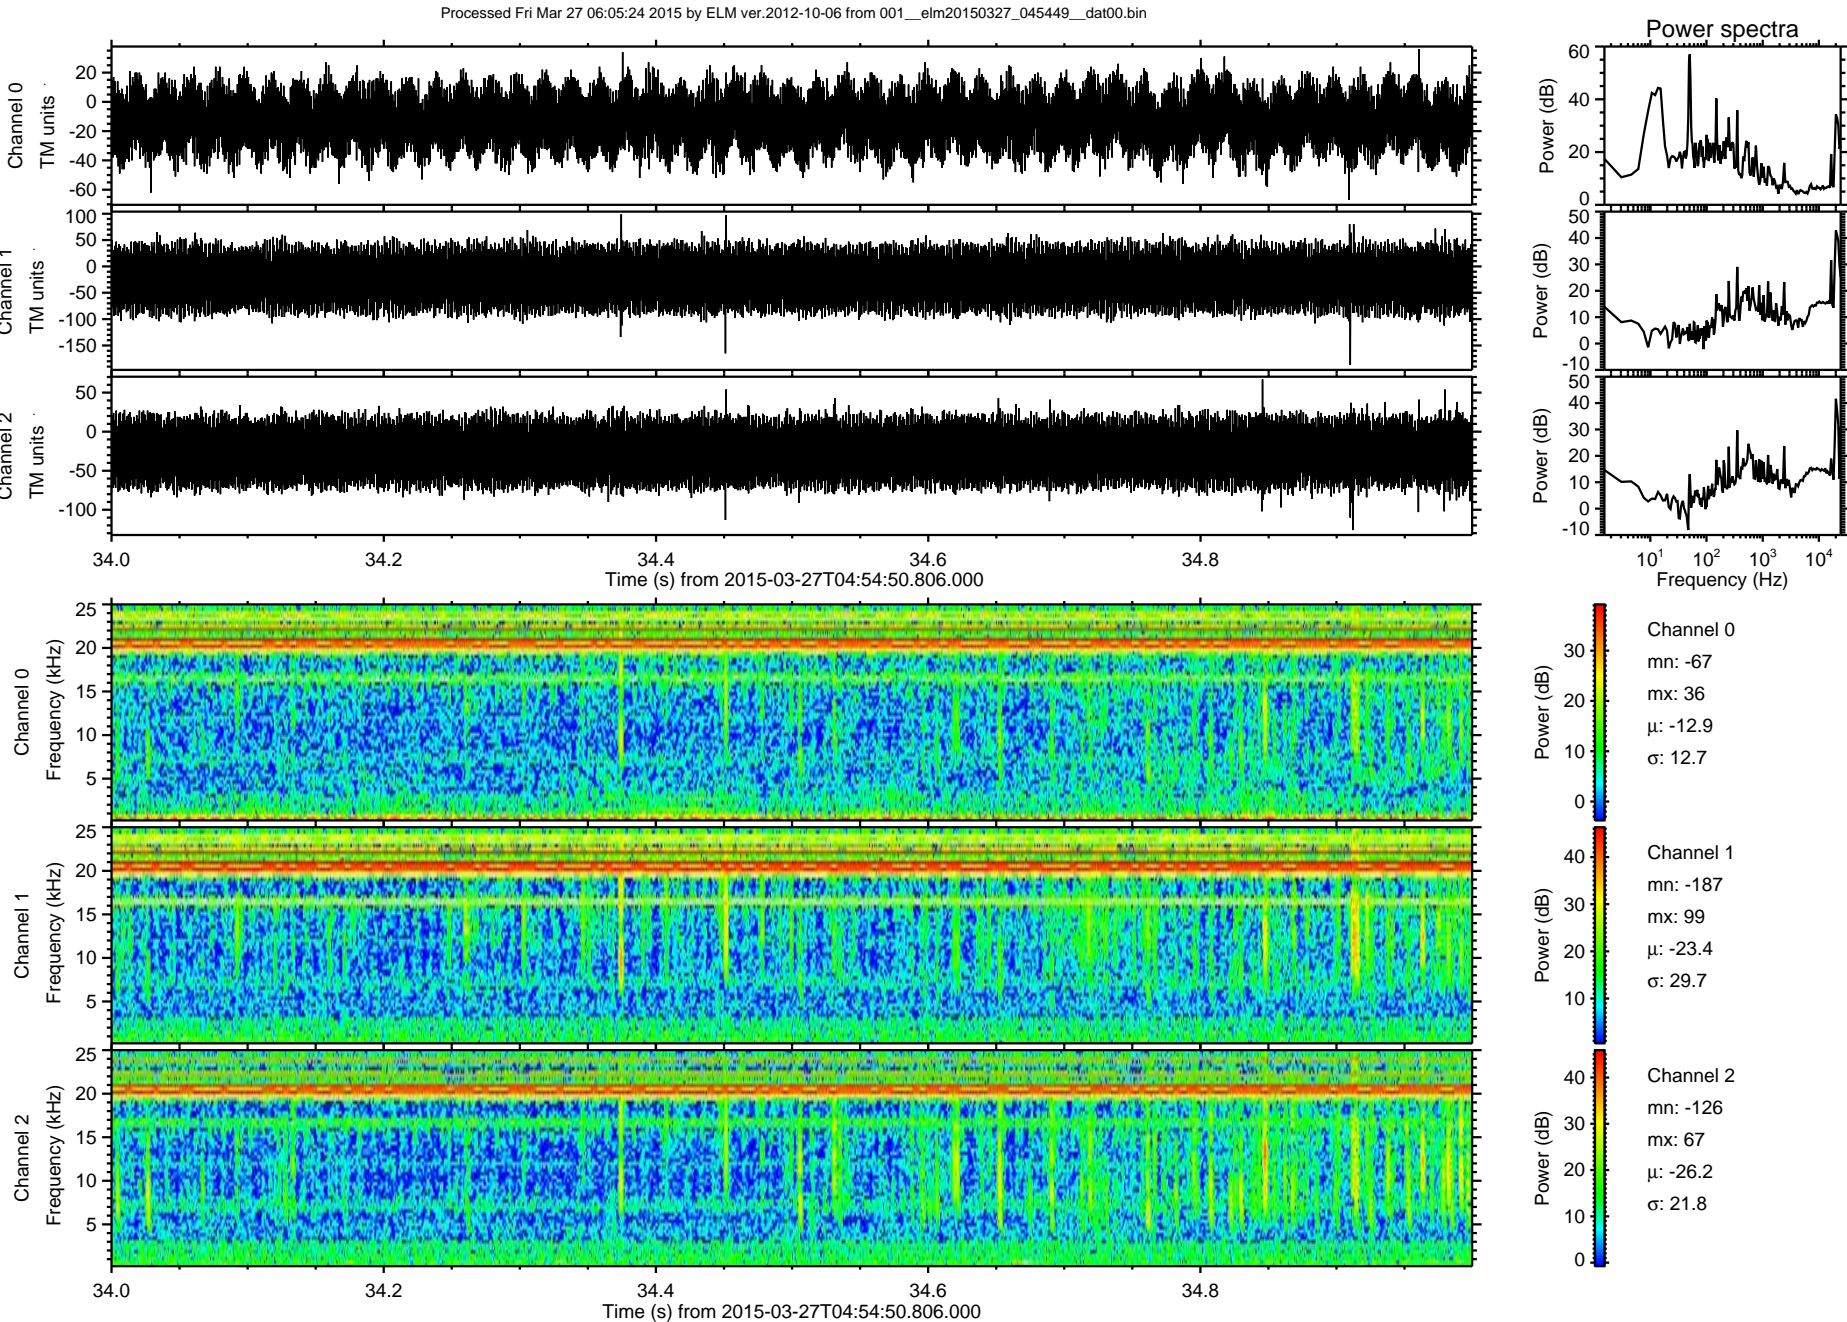 Processed Fri Mar 27 06:05:24 2015 by ELM ver.2012-10-06 from 001__elm20150327_045449__dat00.bin
Power spectra
Channel 0
TM units
20
0
-20
-40
-60
Power (dB)
60
40
20
0
Channel 1
TM units
100
50
0
-50
-100
-150
Power (dB)
50
40
30
20
10
0
-10
Channel 2
TM units
50
0
-50
-100
Power (dB)
50
40
30
20
10
0
-10
34.0 34.2 34.4 34.6 34.8
Time (s) from 2015-03-27T04:54:50.806.000
10¹ 10² 10³ 10⁴
Frequency (Hz)
Channel 0
Frequency (kHz)
25
20
15
10
5
Power (dB)
30
20
10
0
Channel 0
mn: -67
mx: 36
μ: -12.9
σ: 12.7
Channel 1
Frequency (kHz)
25
20
15
10
5
Power (dB)
40
30
20
10
Channel 1
mn: -187
mx: 99
μ: -23.4
σ: 29.7
Channel 2
Frequency (kHz)
25
20
15
10
5
Power (dB)
40
30
20
10
0
Channel 2
mn: -126
mx: 67
μ: -26.2
σ: 21.8
34.0 34.2 34.4 34.6 34.8
Time (s) from 2015-03-27T04:54:50.806.000